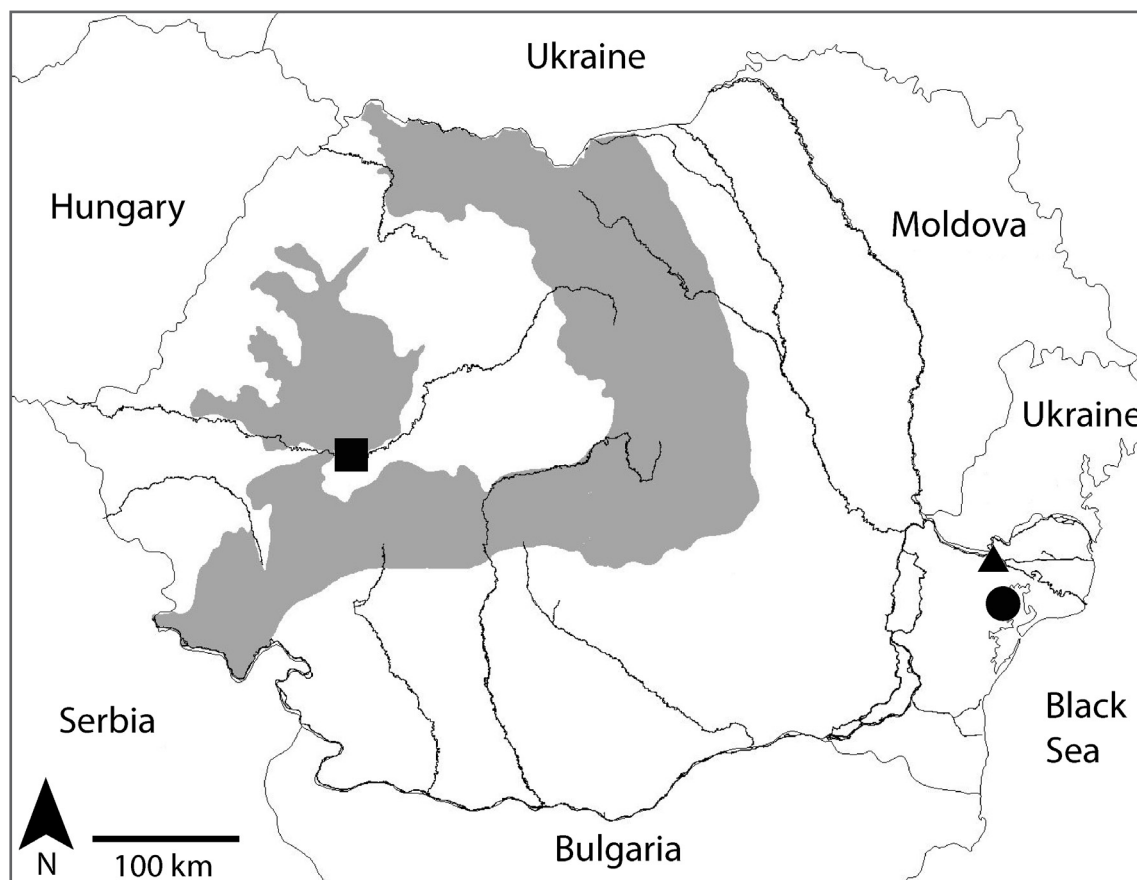 Ukraine
Hungary
Moldova
Ukraine
Serbia
Black
Sea
Bulgaria
N
100 km